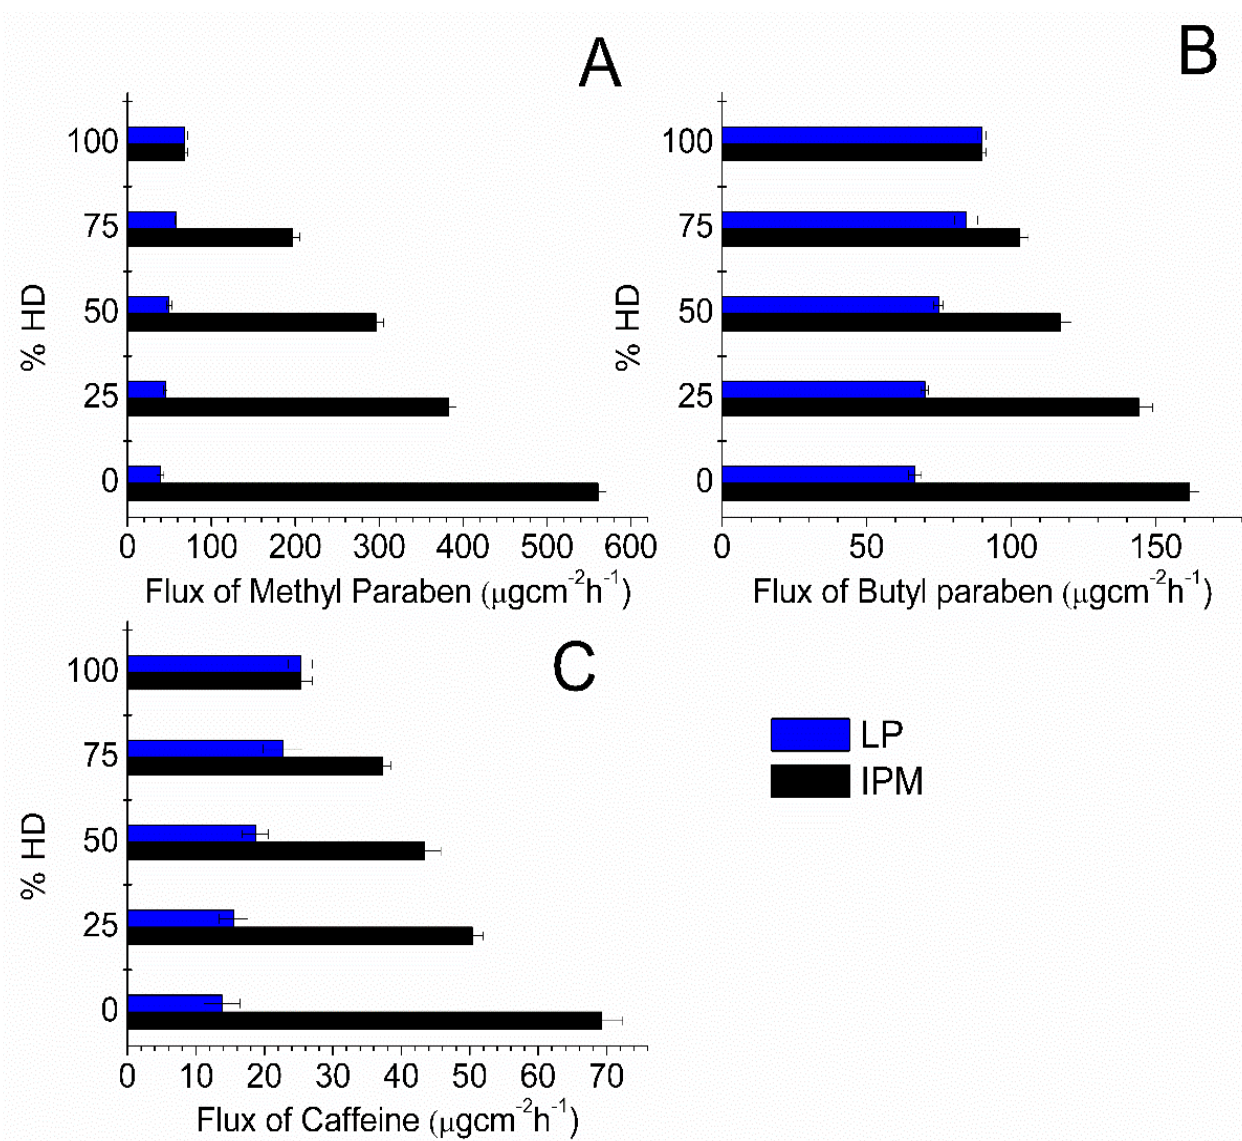 A
100
75
50
25
0
% HD
0 100 200 300 400 500 600
Flux of Methyl Paraben (μgcm⁻²h⁻¹)
B
100
75
50
25
0
% HD
0 50 100 150
Flux of Butyl paraben (μgcm⁻²h⁻¹)
C
100
75
50
25
0
% HD
0 10 20 30 40 50 60 70
Flux of Caffeine (μgcm⁻²h⁻¹)
LP
IPM